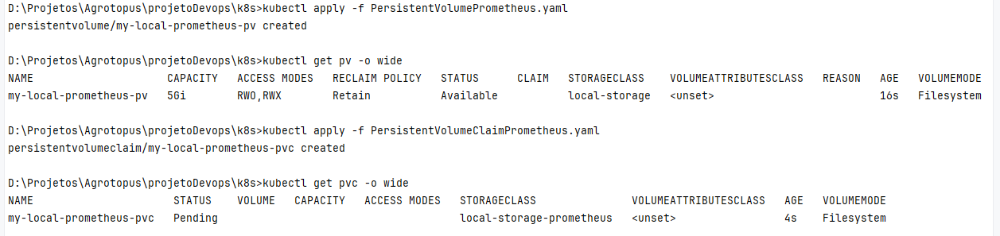 D:\Projetos\Agrotopus\projetoDevops\k8s>kubectl apply -f PersistentVolumePrometheus.yaml
persistentvolume/my-local-prometheus-pv created
D:\Projetos\Agrotopus\projetoDevops\k8s>kubectl get pv -o wide
NAME CAPACITY ACCESS MODES RECLAIM POLICY STATUS CLAIM STORAGECLASS VOLUMEATTRIBUTESCLASS REASON AGE VOLUMEMODE
my-local-prometheus-pv 5Gi RWO,RWX Retain Available local-storage <unset> 16s Filesystem
D:\Projetos\Agrotopus\projetoDevops\k8s>kubectl apply -f PersistentVolumeClaimPrometheus.yaml
persistentvolumeclaim/my-local-prometheus-pvc created
D:\Projetos\Agrotopus\projetoDevops\k8s>kubectl get pvc -o wide
NAME STATUS VOLUME CAPACITY ACCESS MODES STORAGECLASS VOLUMEATTRIBUTESCLASS AGE VOLUMEMODE
my-local-prometheus-pvc Pending local-storage-prometheus <unset> 4s Filesystem